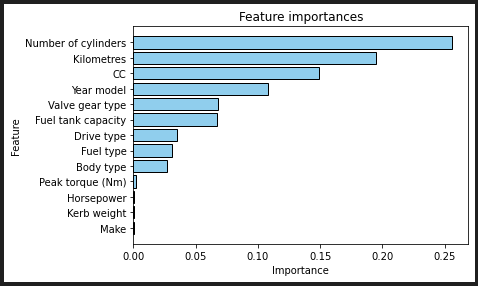 Feature importances
Number of cylinders
Kilometres
CC
Year model
Valve gear type
Fuel tank capacity
Drive type
Fuel type
Body type
Peak torque (Nm)
Horsepower
Kerb weight
Make
Feature
0.00 0.05 0.10 0.15 0.20 0.25
Importance